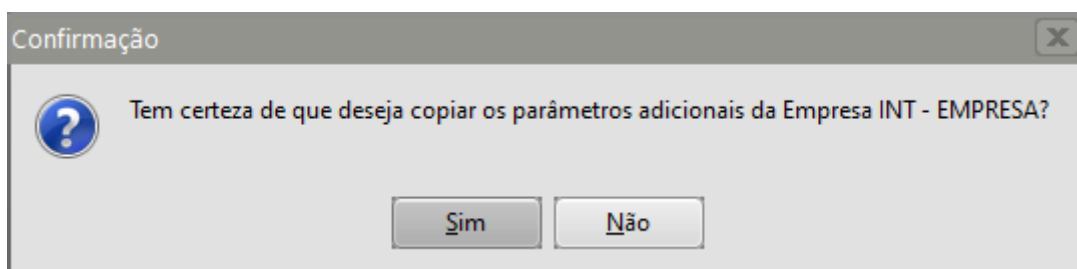 Confirmação
Tem certeza de que deseja copiar os parâmetros adicionais da Empresa INT - EMPRESA?
Sim
Não